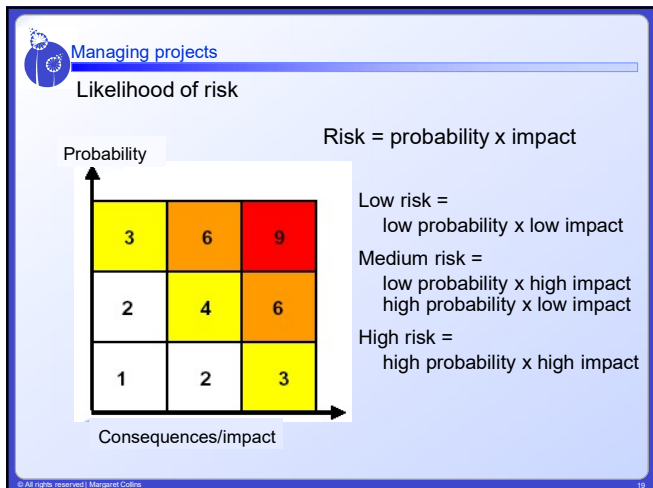 Managing projects
Likelihood of risk
Risk = probability x impact
Probability
3 6 9
2 4 6
1 2 3
Consequences/impact
Low risk =
low probability x low impact
Medium risk =
low probability x high impact
high probability x low impact
High risk =
high probability x high impact
© All rights reserved | Margaret Collins
19